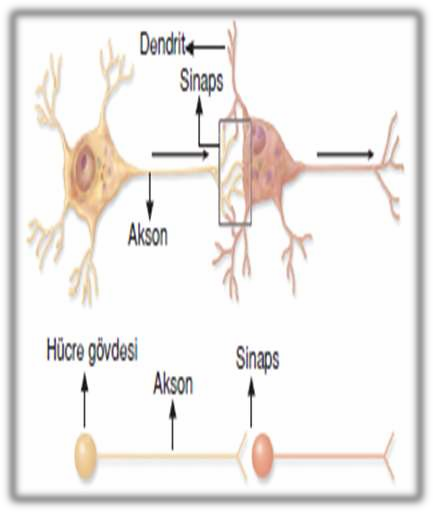 Dendrit
Sinaps
Akson
Hücre gövdesi
Akson
Sinaps